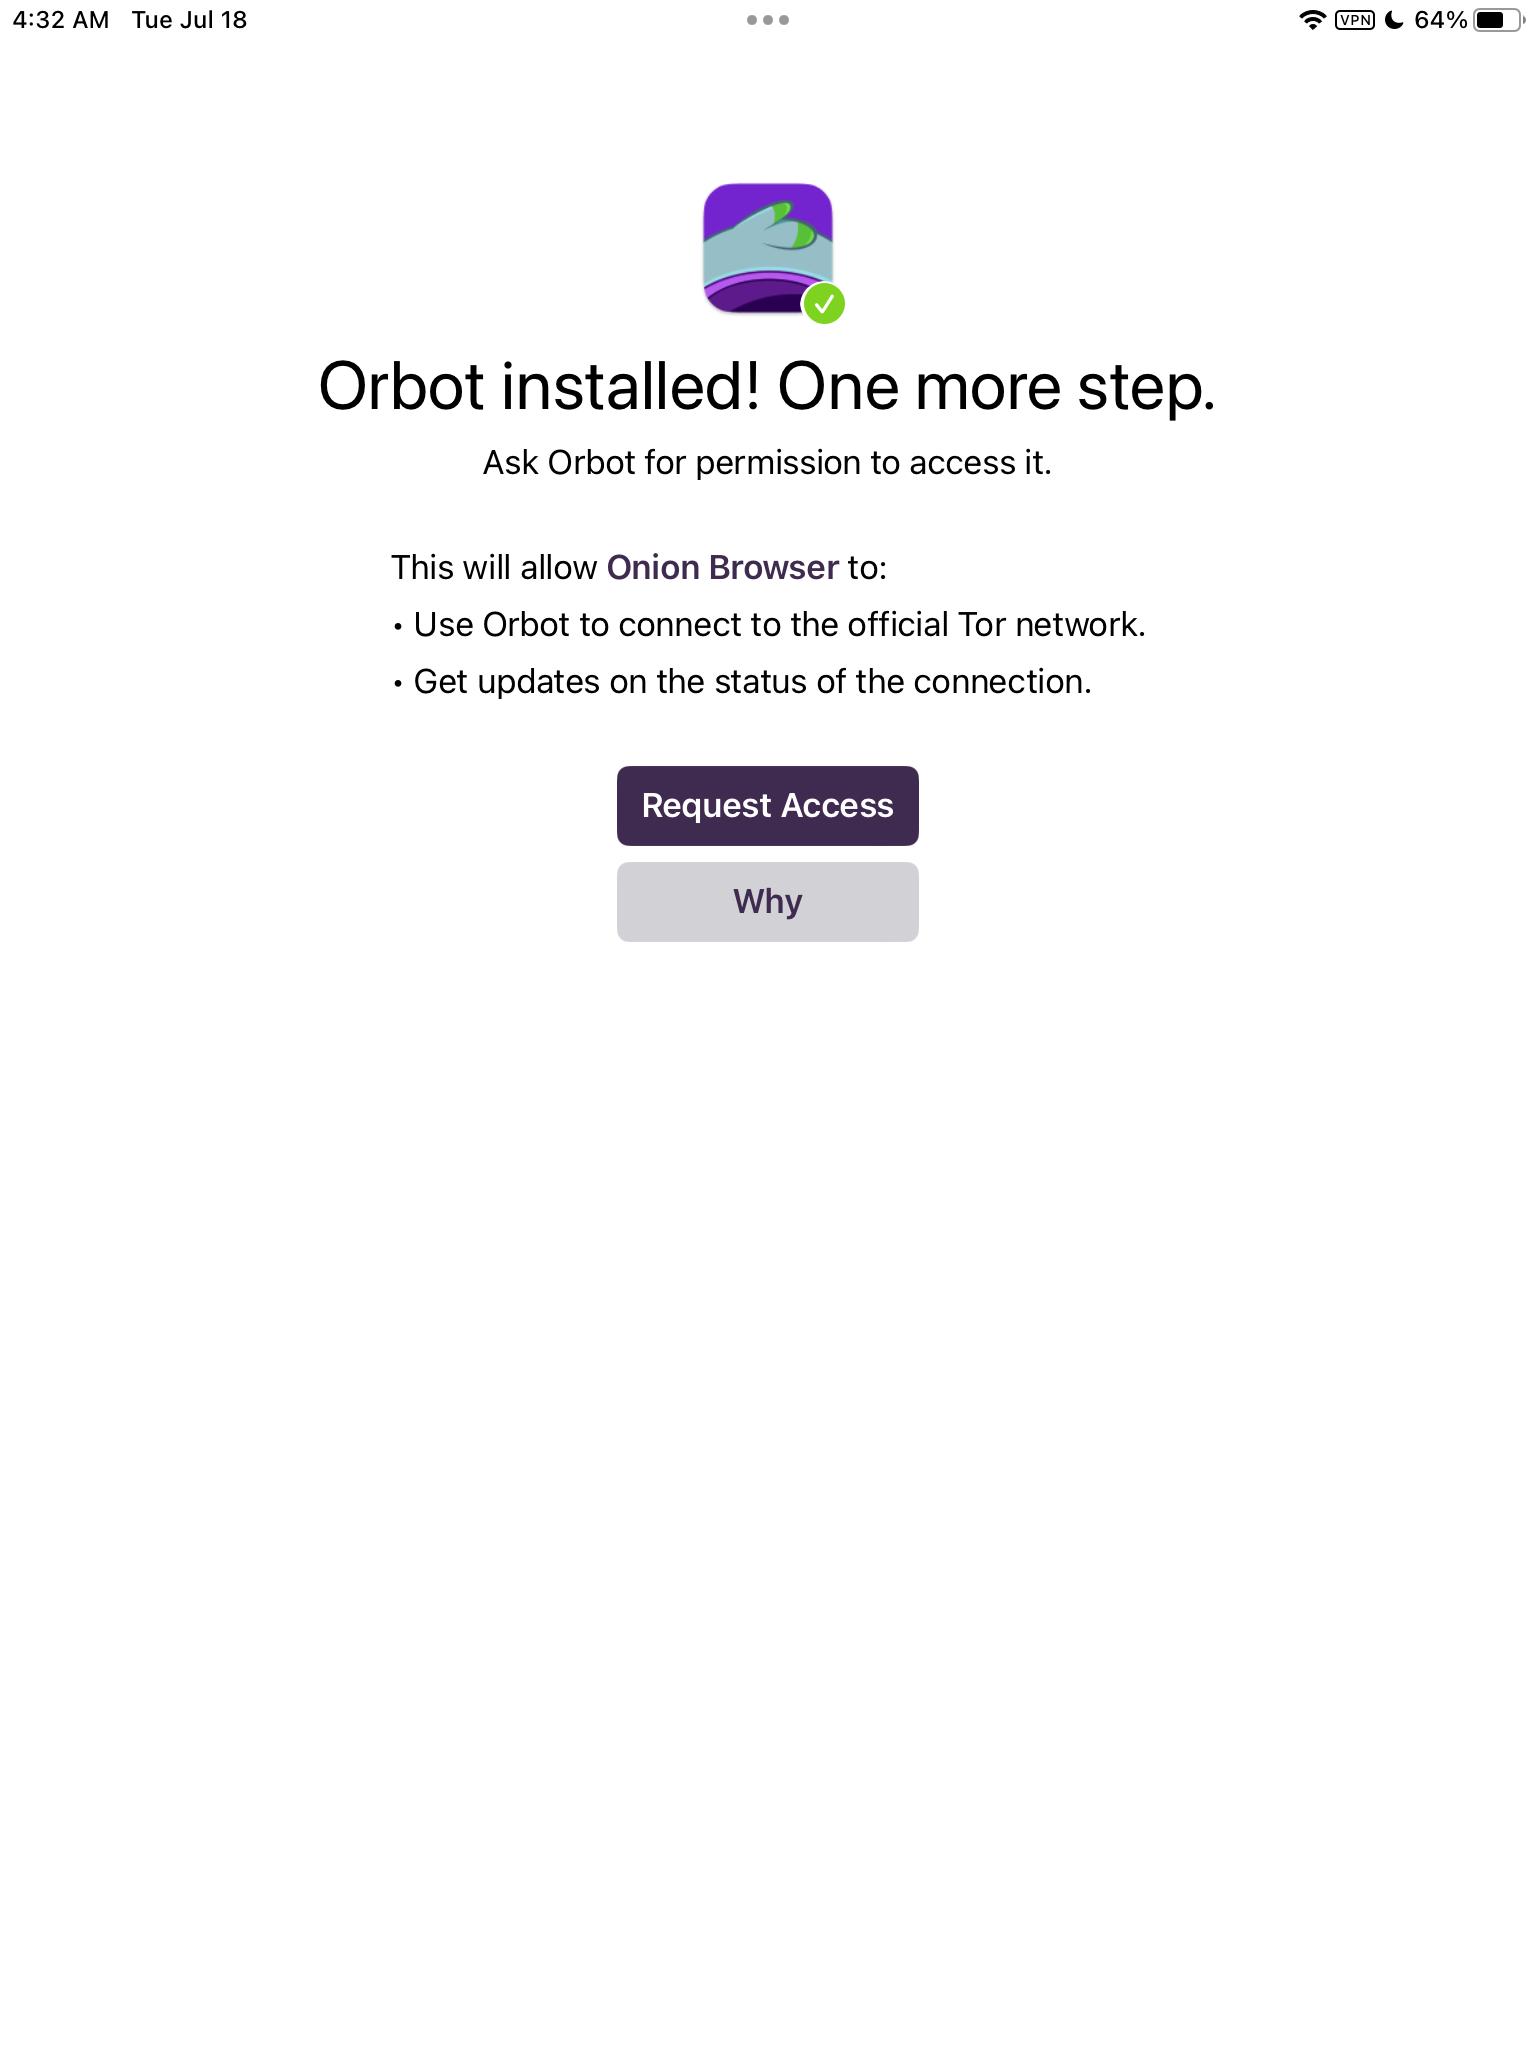 4:32 AM Tue Jul 18
VPN 64%
Orbot installed! One more step.
Ask Orbot for permission to access it.
This will allow Onion Browser to:
• Use Orbot to connect to the official Tor network.
• Get updates on the status of the connection.
Request Access
Why